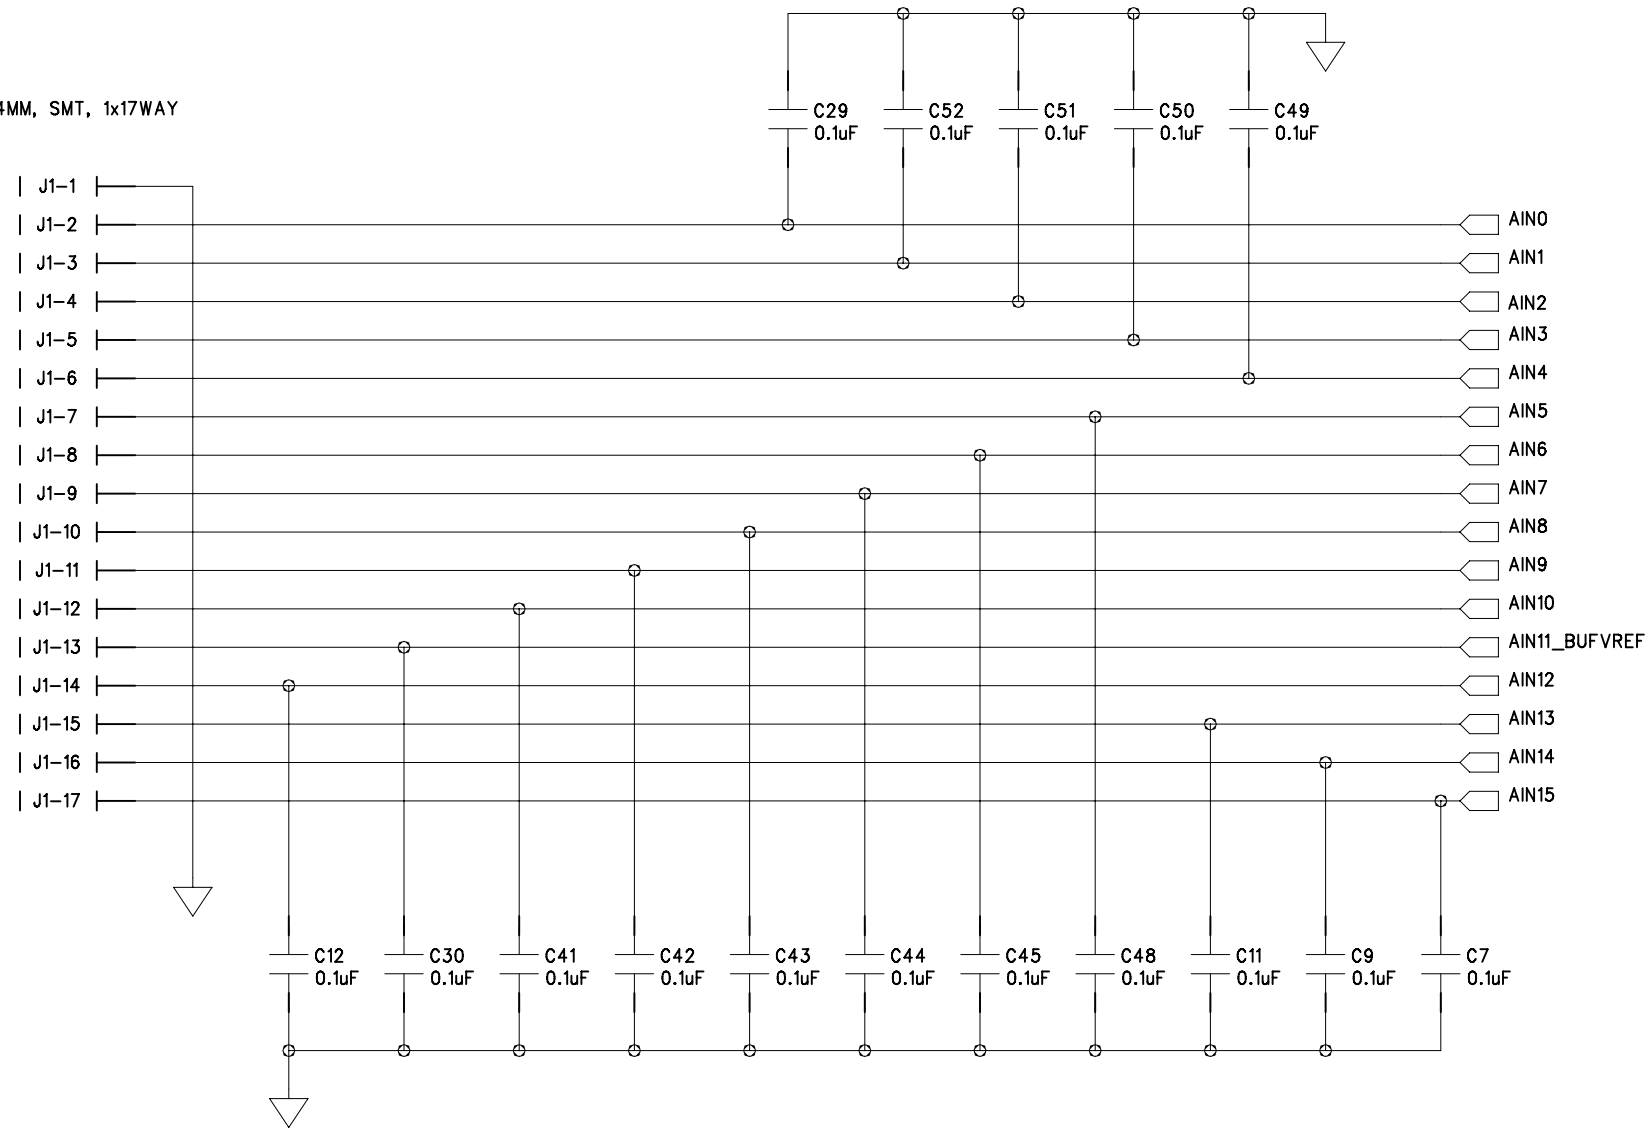 C29 C52 C51 C50 C49
0.1uF 0.1uF 0.1uF 0.1uF 0.1uF
4MM, SMT, 1x17WAY
J1-1
J1-2 AIN0
J1-3 AIN1
J1-4 AIN2
J1-5 AIN3
J1-6 AIN4
J1-7 AIN5
J1-8 AIN6
J1-9 AIN7
J1-10 AIN8
J1-11 AIN9
J1-12 AIN10
J1-13 AIN11_BUFVREF
J1-14 AIN12
J1-15 AIN13
J1-16 AIN14
J1-17 AIN15
C12 C30 C41 C42 C43 C44 C45 C48 C11 C9 C7
0.1uF 0.1uF 0.1uF 0.1uF 0.1uF 0.1uF 0.1uF 0.1uF 0.1uF 0.1uF 0.1uF